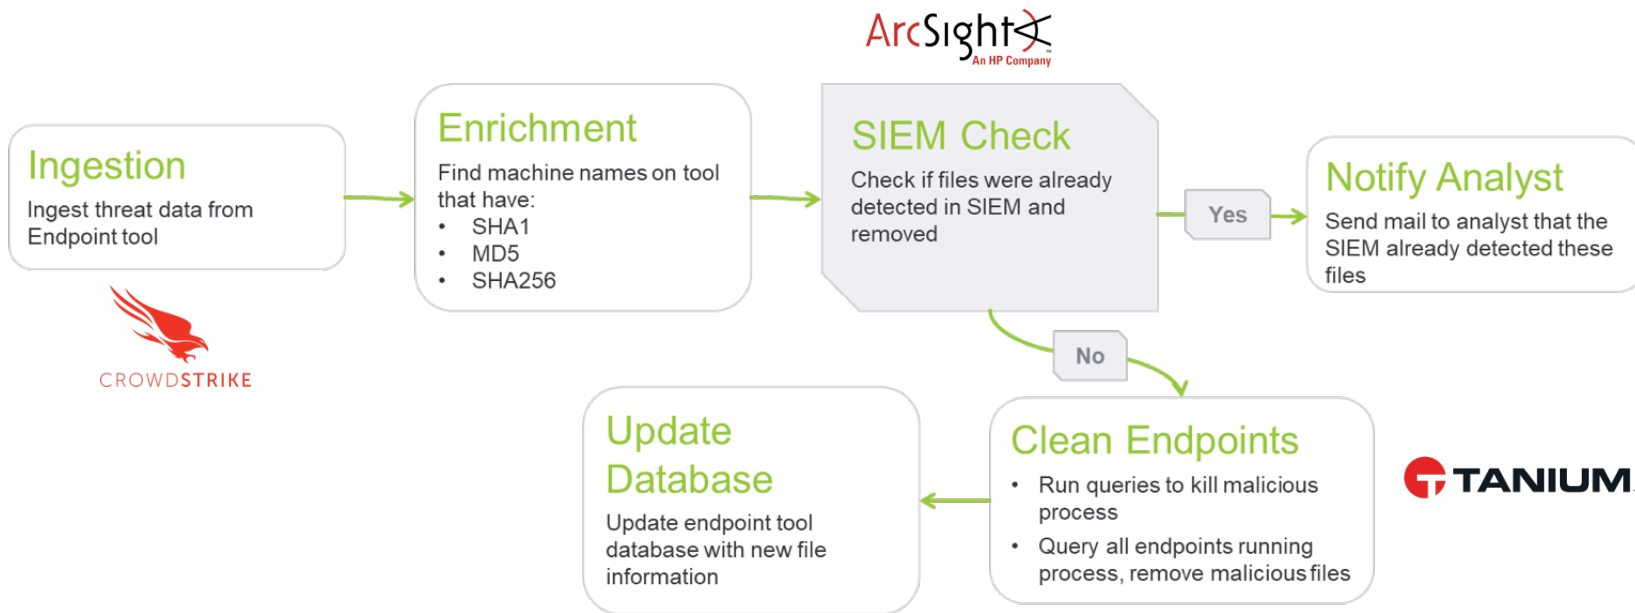 ArcSight
An HP Company
Ingestion
Ingest threat data from
Endpoint tool
CROWDSTRIKE
Enrichment
Find machine names on tool
that have:
• SHA1
• MD5
• SHA256
SIEM Check
Check if files were already
detected in SIEM and
removed
Yes
Notify Analyst
Send mail to analyst that the
SIEM already detected these
files
No
Clean Endpoints
• Run queries to kill malicious
process
• Query all endpoints running
process, remove malicious files
TANIUM
Update
Database
Update endpoint tool
database with new file
information